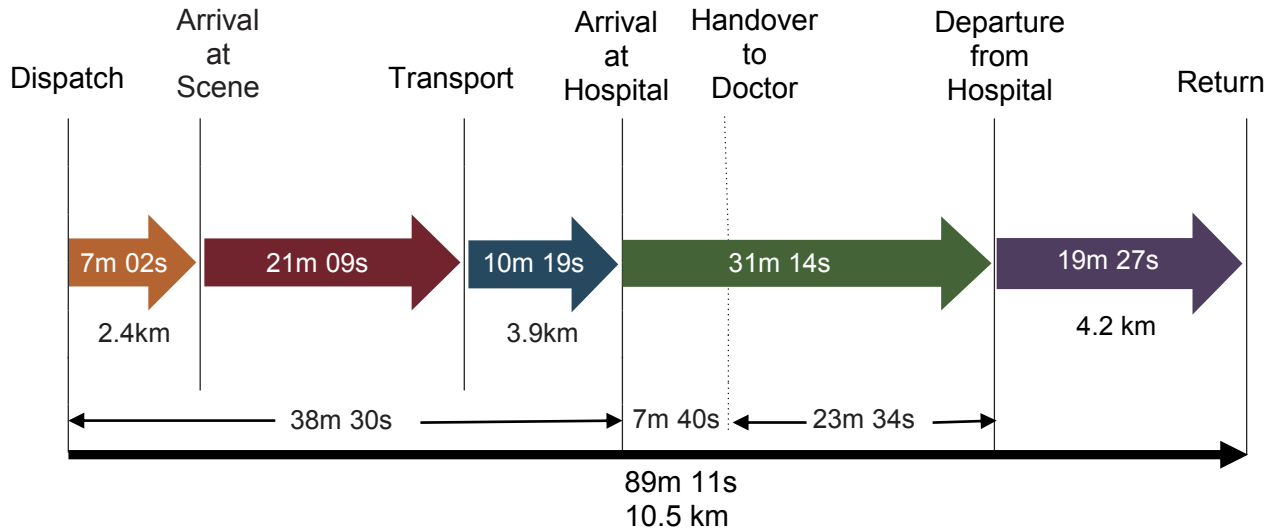 Dispatch
Arrival
at
Scene
Transport
Arrival
at
Hospital
Handover
to
Doctor
Departure
from
Hospital
Return
7m 02s
21m 09s
10m 19s
31m 14s
19m 27s
2.4km
3.9km
4.2 km
38m 30s
7m 40s
23m 34s
89m 11s
10.5 km